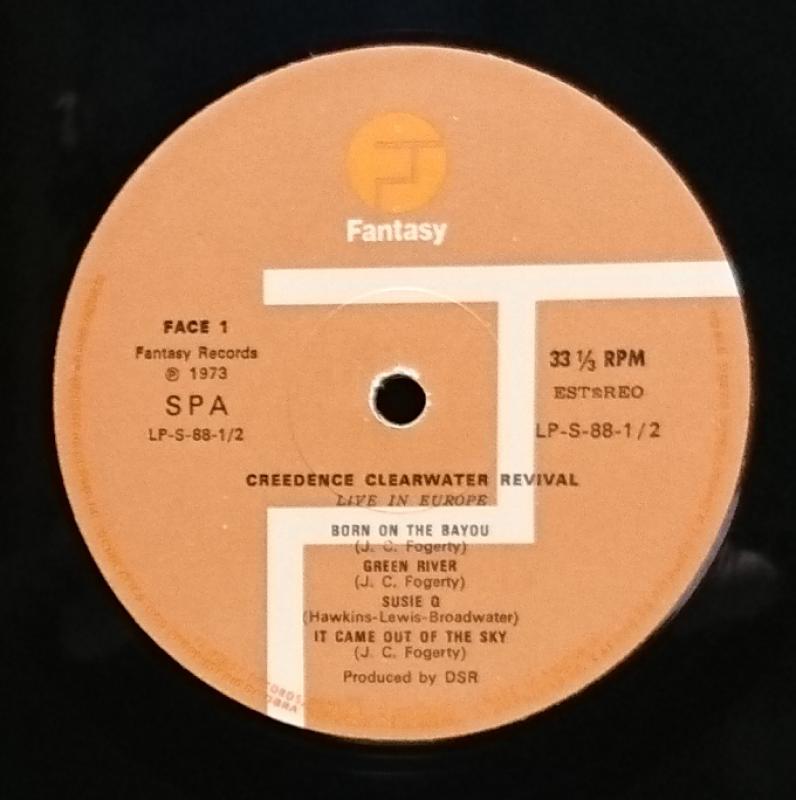 Fantasy
FACE 1
Fantasy Records
℗ 1973
SPA
LP-S-88-1/2
33 ⅓ RPM
ESTEREO
LP-S-88-1/2
CREEDENCE CLEARWATER REVIVAL
LIVE IN EUROPE
BORN ON THE BAYOU
(J. C. Fogerty)
GREEN RIVER
(J. C. Fogerty)
SUSIE Q
(Hawkins-Lewis-Broadwater)
IT CAME OUT OF THE SKY
(J. C. Fogerty)
Produced by DSR